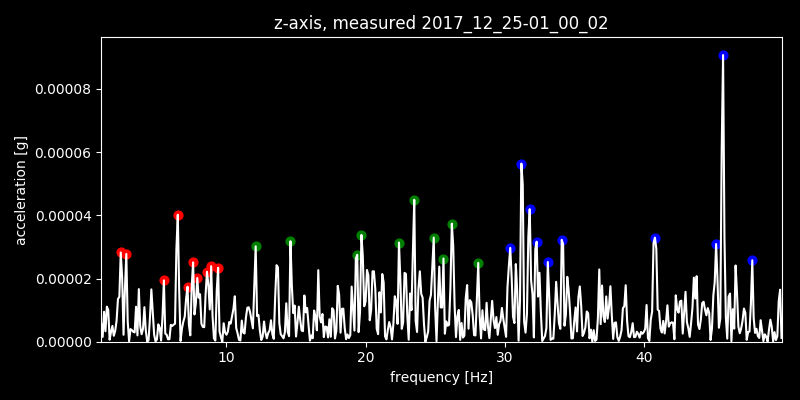 z-axis, measured 2017_12_25-01_00_02
acceleration [g]
0.00008
0.00006
0.00004
0.00002
0.00000
10 20 30 40
frequency [Hz]